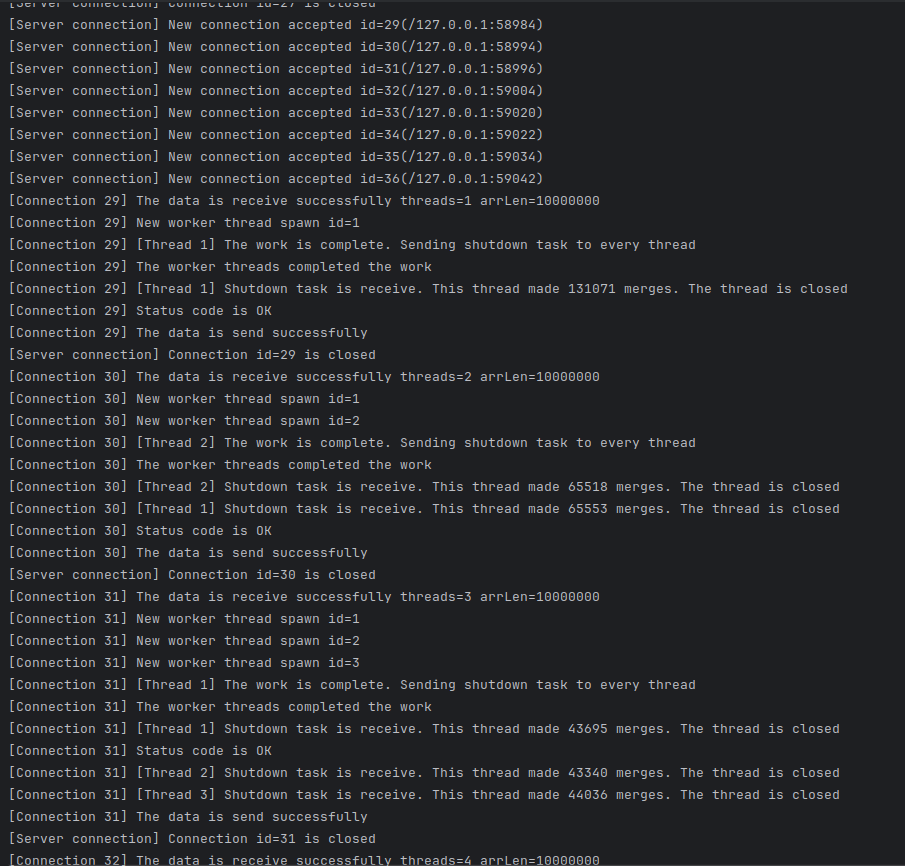 [Server connection] Connection id=27 is closed
[Server connection] New connection accepted id=29(/127.0.0.1:58984)
[Server connection] New connection accepted id=30(/127.0.0.1:58994)
[Server connection] New connection accepted id=31(/127.0.0.1:58996)
[Server connection] New connection accepted id=32(/127.0.0.1:59004)
[Server connection] New connection accepted id=33(/127.0.0.1:59020)
[Server connection] New connection accepted id=34(/127.0.0.1:59022)
[Server connection] New connection accepted id=35(/127.0.0.1:59034)
[Server connection] New connection accepted id=36(/127.0.0.1:59042)
[Connection 29] The data is receive successfully threads=1 arrLen=10000000
[Connection 29] New worker thread spawn id=1
[Connection 29] [Thread 1] The work is complete. Sending shutdown task to every thread
[Connection 29] The worker threads completed the work
[Connection 29] [Thread 1] Shutdown task is receive. This thread made 131071 merges. The thread is closed
[Connection 29] Status code is OK
[Connection 29] The data is send successfully
[Server connection] Connection id=29 is closed
[Connection 30] The data is receive successfully threads=2 arrLen=10000000
[Connection 30] New worker thread spawn id=1
[Connection 30] New worker thread spawn id=2
[Connection 30] [Thread 2] The work is complete. Sending shutdown task to every thread
[Connection 30] The worker threads completed the work
[Connection 30] [Thread 2] Shutdown task is receive. This thread made 65518 merges. The thread is closed
[Connection 30] [Thread 1] Shutdown task is receive. This thread made 65553 merges. The thread is closed
[Connection 30] Status code is OK
[Connection 30] The data is send successfully
[Server connection] Connection id=30 is closed
[Connection 31] The data is receive successfully threads=3 arrLen=10000000
[Connection 31] New worker thread spawn id=1
[Connection 31] New worker thread spawn id=2
[Connection 31] New worker thread spawn id=3
[Connection 31] [Thread 1] The work is complete. Sending shutdown task to every thread
[Connection 31] The worker threads completed the work
[Connection 31] [Thread 1] Shutdown task is receive. This thread made 43695 merges. The thread is closed
[Connection 31] Status code is OK
[Connection 31] [Thread 2] Shutdown task is receive. This thread made 43340 merges. The thread is closed
[Connection 31] [Thread 3] Shutdown task is receive. This thread made 44036 merges. The thread is closed
[Connection 31] The data is send successfully
[Server connection] Connection id=31 is closed
[Connection 32] The data is receive successfully threads=4 arrLen=10000000